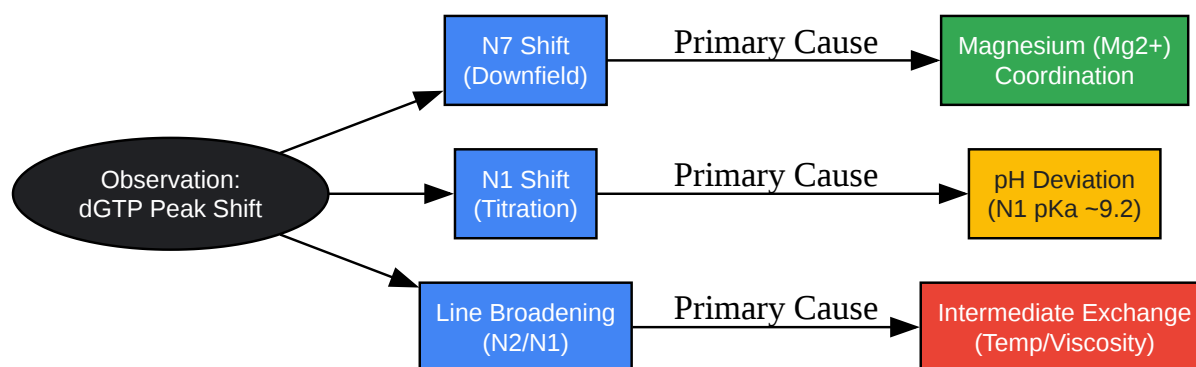 Observation:
dGTP Peak Shift
N7 Shift
(Downfield)
Primary Cause
Magnesium (Mg2+)
Coordination
N1 Shift
(Titration)
Primary Cause
pH Deviation
(N1 pKa ~9.2)
Line Broadening
(N2/N1)
Primary Cause
Intermediate Exchange
(Temp/Viscosity)